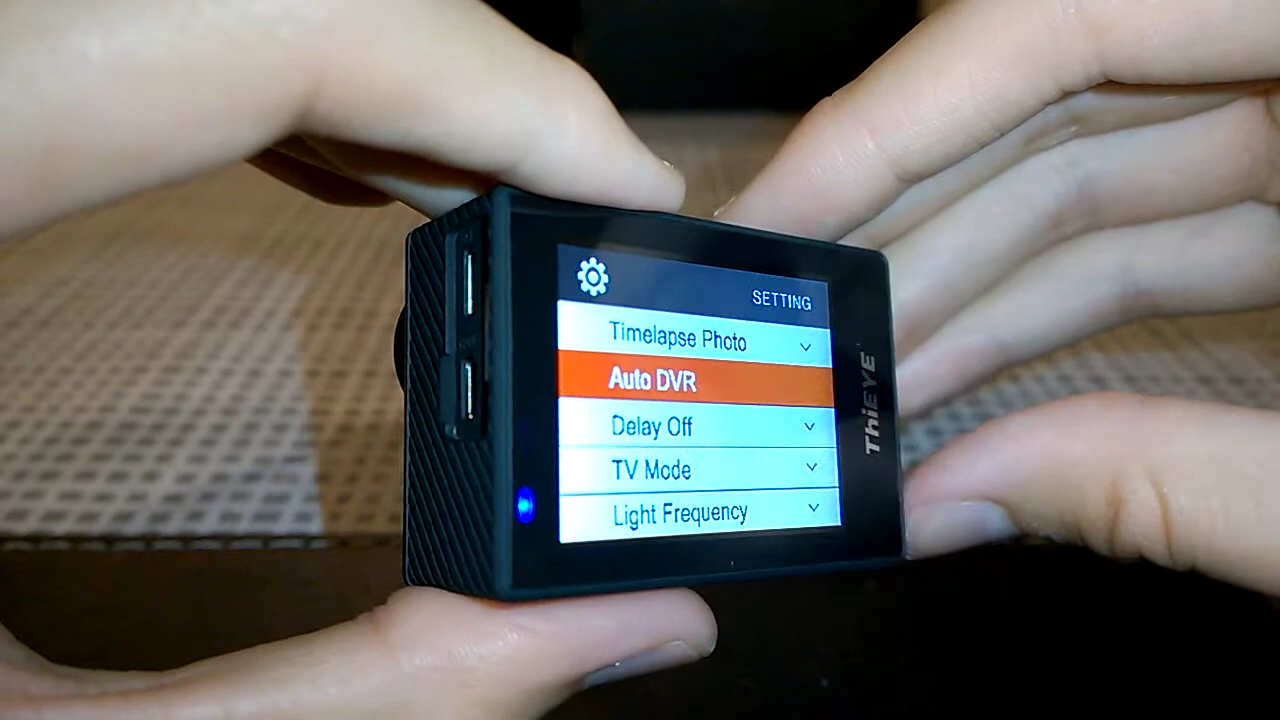 SETTING
Timelapse Photo
Auto DVR
Delay Off
TV Mode
Light Frequency
ThiEYE